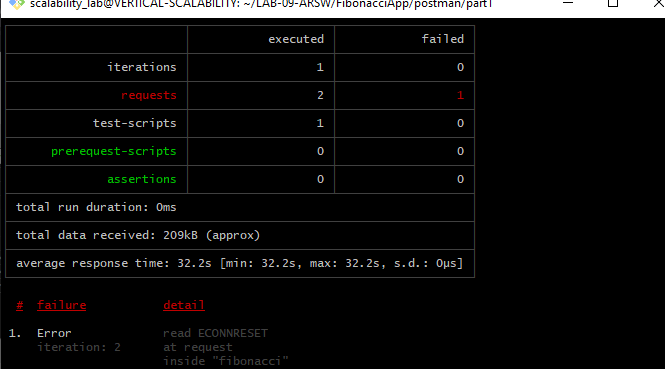 scalability_lab@VERTICAL-SCALABILITY: ~/LAB-09-ARSW/FibonacciApp/postman/part1
executed failed
iterations 1 0
requests 2 1
test-scripts 1 0
prerequest-scripts 0 0
assertions 0 0
total run duration: 0ms
total data received: 209kB (approx)
average response time: 32.2s [min: 32.2s, max: 32.2s, s.d.: 0µs]
# failure detail
1. Error read ECONNRESET
iteration: 2 at request
inside "fibonacci"